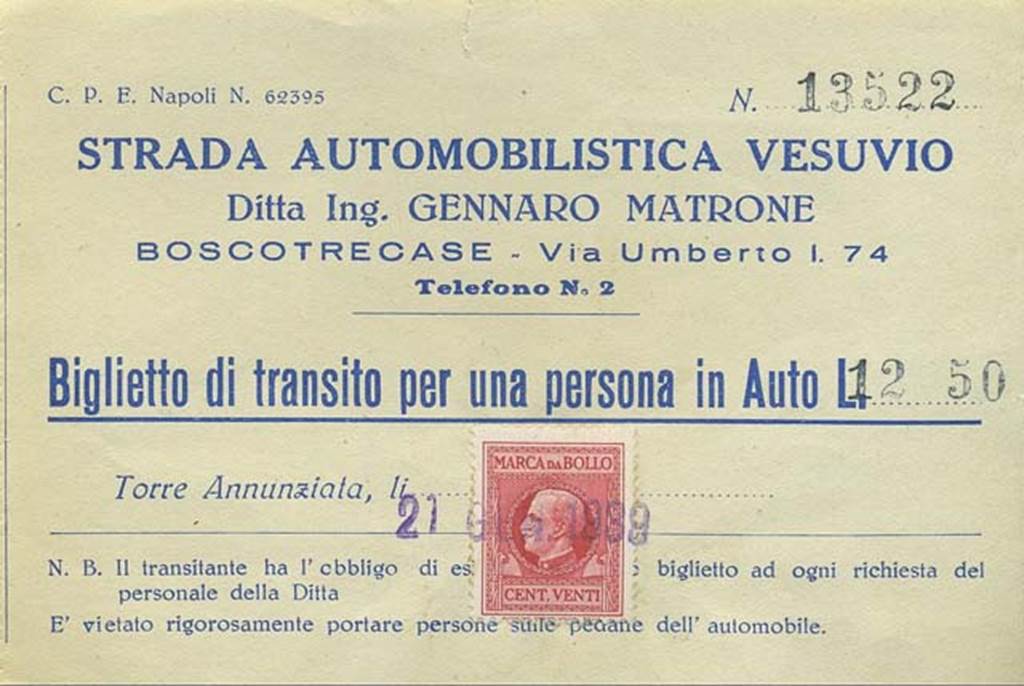 C. P. E. Napoli N. 62395
N. 13522
STRADA AUTOMOBILISTICA VESUVIO
Ditta Ing. GENNARO MATRONE
BOSCOTRECASE - Via Umberto I. 74
Telefono N. 2
Biglietto di transito per una persona in Auto L. 12 50
MARCA DA BOLLO
Torre Annunziata, li
21
CENT. VENTI
N. B. Il transitante ha l' cbbligo di es biglietto ad ogni richiesta del
personale della Ditta
E' vietato rigorosamente portare persone sulle pedane dell' automobile.